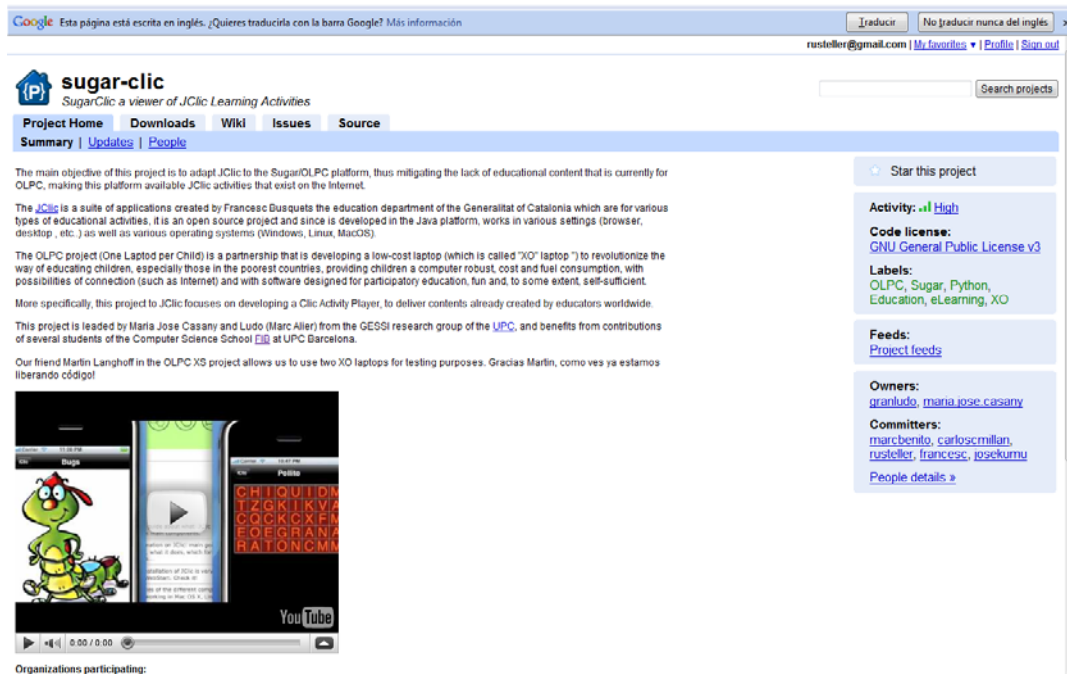 Google Esta página está escrita en inglés. ¿Quieres traducirla con la barra Google? Más información Traducir No traducir nunca del inglés x
rusteller@gmail.com | My favorites ▼ | Profile | Sign out
sugar-clic
SugarClic a viewer of JClic Learning Activities
Search projects
Project Home Downloads Wiki Issues Source
Summary | Updates | People
The main objective of this project is to adapt JClic to the Sugar/OLPC platform, thus mitigating the lack of educational content that is currently for
OLPC, making this platform available JClic activities that exist on the Internet.
The JClic is a suite of applications created by Francesc Busquets the education department of the Generalitat of Catalonia which are for various
types of educational activities, it is an open source project and since is developed in the Java platform, works in various settings (browser,
desktop , etc..) as well as various operating systems (Windows, Linux, MacOS).
The OLPC project (One Laptod per Child) is a partnership that is developing a low-cost laptop (which is called "XO" laptop ") to revolutionize the
way of educating children, especially those in the poorest countries, providing children a computer robust, cost and fuel consumption, with
possibilities of connection (such as Internet) and with software designed for participatory education, fun and, to some extent, self-sufficient.
More specifically, this project to JClic focuses on developing a Clic Activity Player, to deliver contents already created by educators worldwide.
This project is leaded by Maria Jose Casany and Ludo (Marc Alier) from the GESSI research group of the UPC, and benefits from contributions
of several students of the Computer Science School FIB at UPC Barcelona.
Our friend Martin Langhoff in the OLPC XS project allows us to use two XO laptops for testing purposes. Gracias Martin, como ves ya estamos
liberando código!
Bugs
Pollito
CHIQUIDM
TZGKIKVA
CQCKCXFM
EOEGRANA
RATONCMM
YouTube
0:00 / 0:00
Organizations participating:
Star this project
Activity: High
Code license:
GNU General Public License v3
Labels:
OLPC, Sugar, Python,
Education, eLearning, XO
Feeds:
Project feeds
Owners:
granludo, maria.jose.casany
Committers:
marcbenito, carloscmillan,
rusteller, francesc, josekumu
People details »